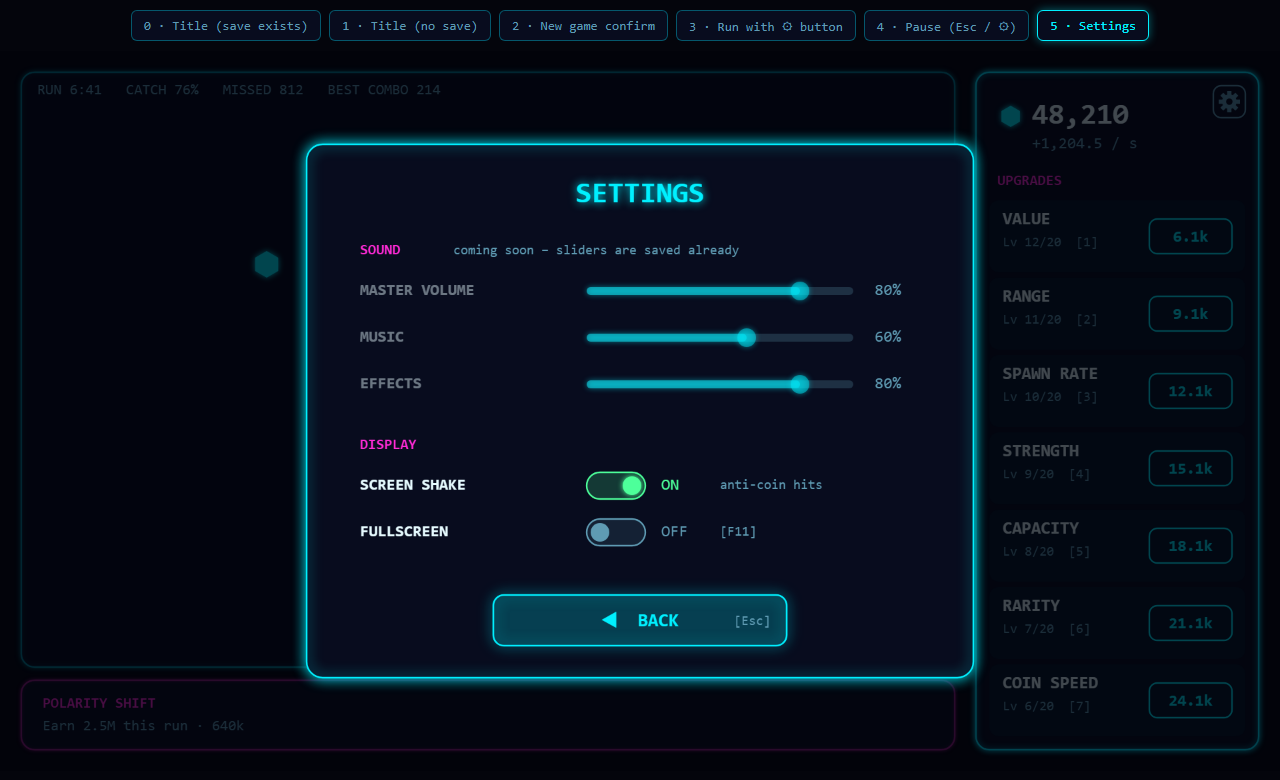 0 · Title (save exists)
1 · Title (no save)
2 · New game confirm
3 · Run with ⚙ button
4 · Pause (Esc / ⚙)
5 · Settings
RUN 6:41 CATCH 76% MISSED 812 BEST COMBO 214
48,210
+1,204.5 / s
UPGRADES
VALUE
Lv 12/20 [1]
6.1k
RANGE
Lv 11/20 [2]
9.1k
SPAWN RATE
Lv 10/20 [3]
12.1k
STRENGTH
Lv 9/20 [4]
15.1k
CAPACITY
Lv 8/20 [5]
18.1k
RARITY
Lv 7/20 [6]
21.1k
COIN SPEED
Lv 6/20 [7]
24.1k
SETTINGS
SOUND coming soon – sliders are saved already
MASTER VOLUME 80%
MUSIC 60%
EFFECTS 80%
DISPLAY
SCREEN SHAKE ON anti-coin hits
FULLSCREEN OFF [F11]
◀ BACK [Esc]
POLARITY SHIFT
Earn 2.5M this run · 640k